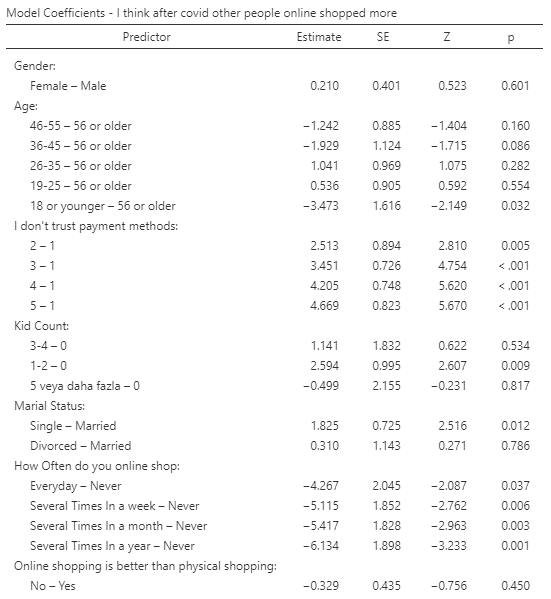 Model Coefficients - I think after covid other people online shopped more
Predictor Estimate SE Z p
Gender:
Female – Male 0.210 0.401 0.523 0.601
Age:
46-55 – 56 or older −1.242 0.885 −1.404 0.160
36-45 – 56 or older −1.929 1.124 −1.715 0.086
26-35 – 56 or older 1.041 0.969 1.075 0.282
19-25 – 56 or older 0.536 0.905 0.592 0.554
18 or younger – 56 or older −3.473 1.616 −2.149 0.032
I don't trust payment methods:
2 – 1 2.513 0.894 2.810 0.005
3 – 1 3.451 0.726 4.754 < .001
4 – 1 4.205 0.748 5.620 < .001
5 – 1 4.669 0.823 5.670 < .001
Kid Count:
3-4 – 0 1.141 1.832 0.622 0.534
1-2 – 0 2.594 0.995 2.607 0.009
5 veya daha fazla – 0 −0.499 2.155 −0.231 0.817
Marial Status:
Single – Married 1.825 0.725 2.516 0.012
Divorced – Married 0.310 1.143 0.271 0.786
How Often do you online shop:
Everyday – Never −4.267 2.045 −2.087 0.037
Several Times In a week – Never −5.115 1.852 −2.762 0.006
Several Times In a month – Never −5.417 1.828 −2.963 0.003
Several Times In a year – Never −6.134 1.898 −3.233 0.001
Online shopping is better than physical shopping:
No – Yes −0.329 0.435 −0.756 0.450